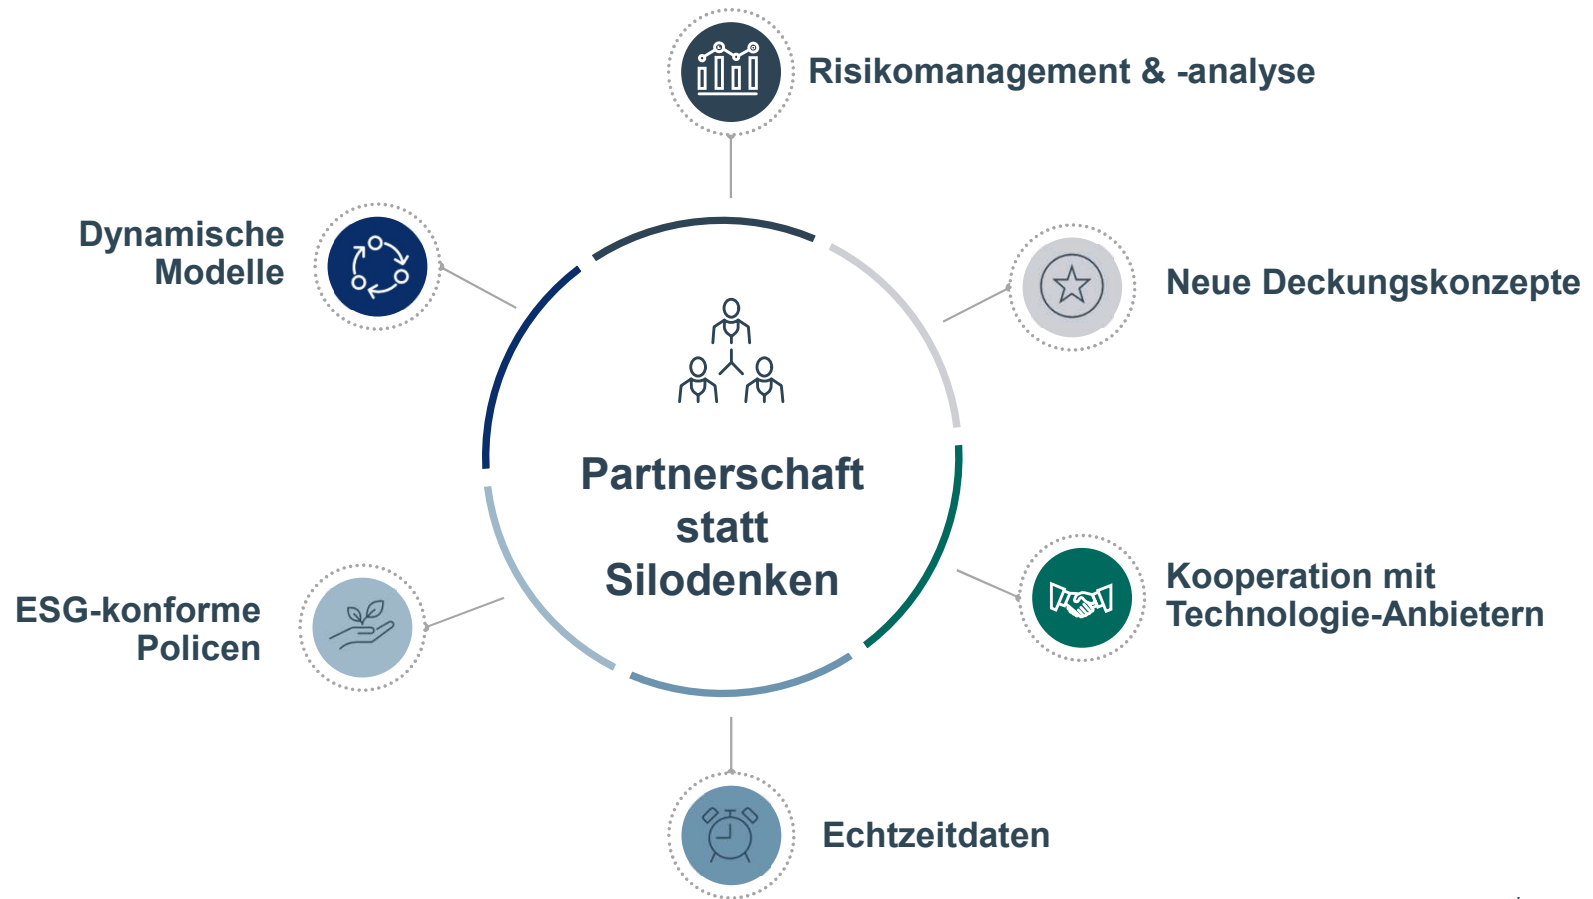 Risikomanagement & -analyse
Dynamische
Modelle
Neue Deckungskonzepte
Partnerschaft
statt
Silodenken
Kooperation mit
Technologie-Anbietern
ESG-konforme
Policen
Echtzeitdaten